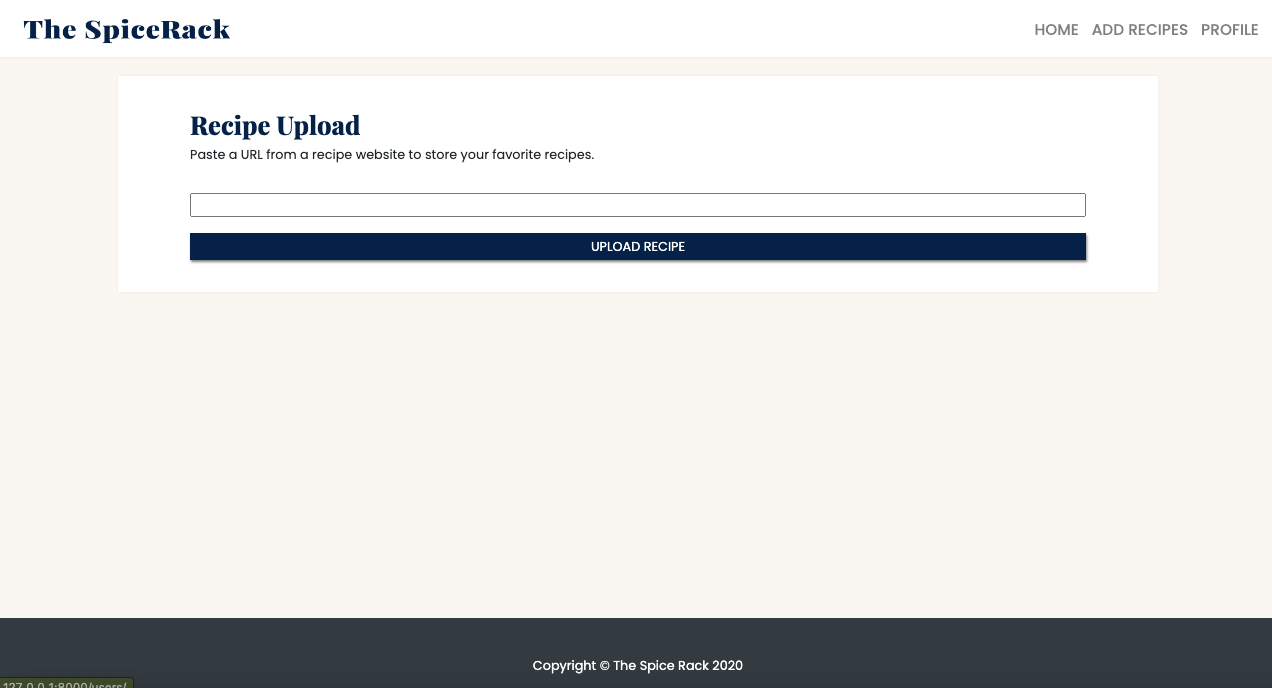 The SpiceRack
HOME ADD RECIPES PROFILE
Recipe Upload
Paste a URL from a recipe website to store your favorite recipes.
UPLOAD RECIPE
Copyright © The Spice Rack 2020
127.0.0.1:8000/users/